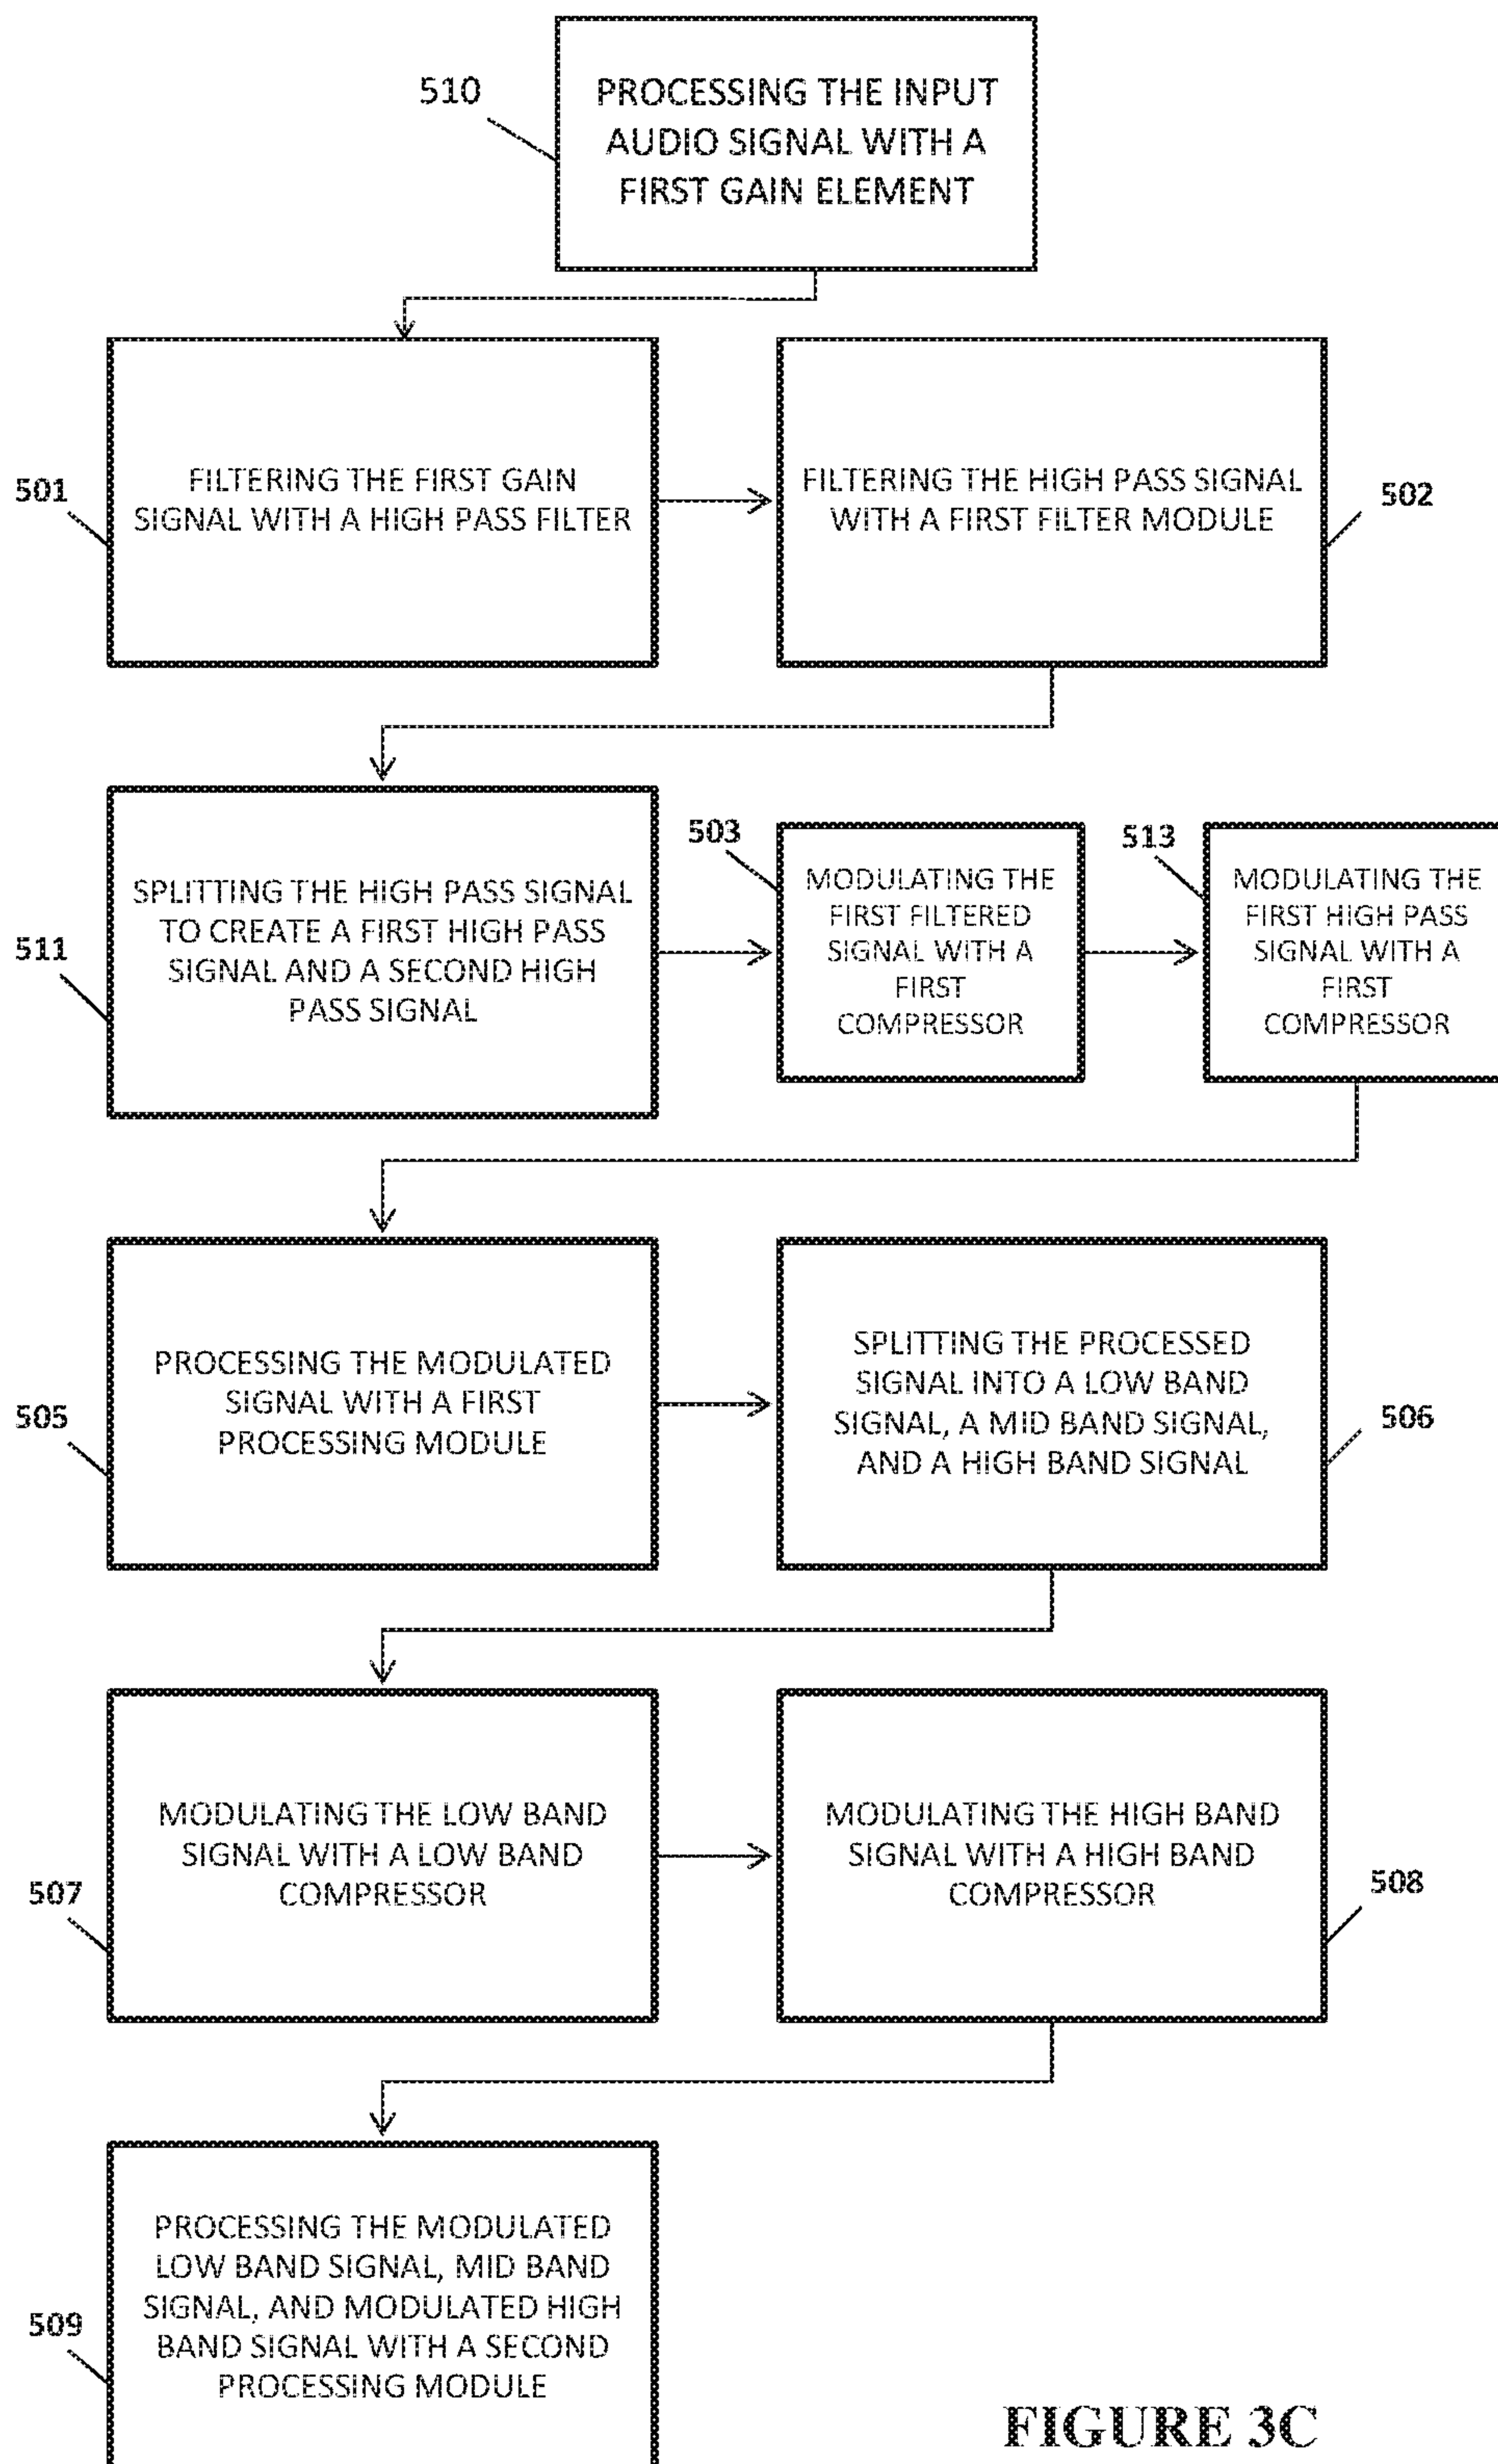 510
PROCESSING THE INPUT
AUDIO SIGNAL WITH A
FIRST GAIN ELEMENT
501
FILTERING THE FIRST GAIN
SIGNAL WITH A HIGH PASS FILTER
FILTERING THE HIGH PASS SIGNAL
WITH A FIRST FILTER MODULE
502
511
SPLITTING THE HIGH PASS SIGNAL
TO CREATE A FIRST HIGH PASS
SIGNAL AND A SECOND HIGH
PASS SIGNAL
503
MODULATING THE
FIRST FILTERED
SIGNAL WITH A
FIRST
COMPRESSOR
513
MODULATING THE
FIRST HIGH PASS
SIGNAL WITH A
FIRST
COMPRESSOR
505
PROCESSING THE MODULATED
SIGNAL WITH A FIRST
PROCESSING MODULE
SPLITTING THE PROCESSED
SIGNAL INTO A LOW BAND
SIGNAL, A MID BAND SIGNAL,
AND A HIGH BAND SIGNAL
506
507
MODULATING THE LOW BAND
SIGNAL WITH A LOW BAND
COMPRESSOR
MODULATING THE HIGH BAND
SIGNAL WITH A HIGH BAND
COMPRESSOR
508
509
PROCESSING THE MODULATED
LOW BAND SIGNAL, MID BAND
SIGNAL, AND MODULATED HIGH
BAND SIGNAL WITH A SECOND
PROCESSING MODULE
FIGURE 3C